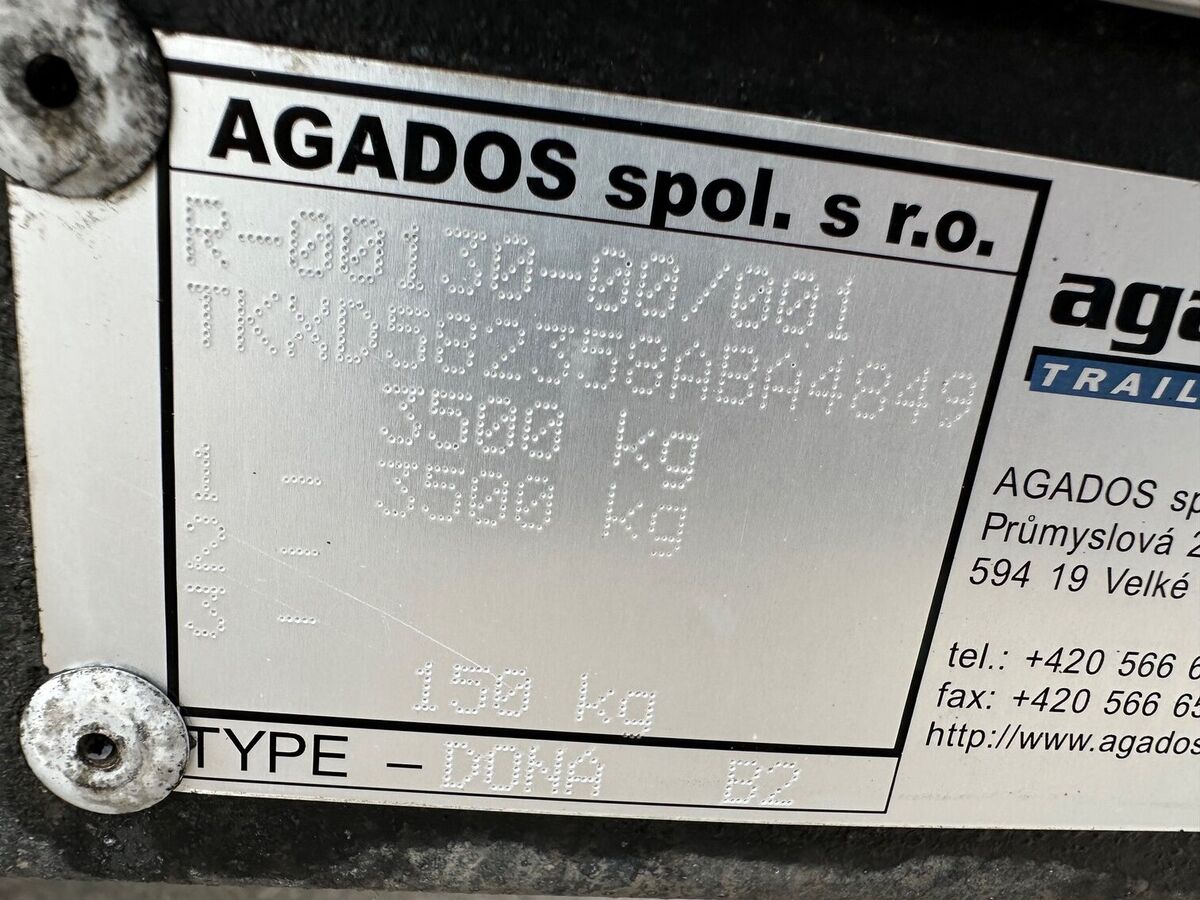 AGADOS spol. s r.o.
R-00130-00/001
TKXD582358ABA4849
3500 kg
1 - 3500 kg
2 -
3 -
150 kg
TYPE - DONA B2
aga
TRAIL
AGADOS sp
Průmyslová 2
594 19 Velké
tel.: +420 566 6
fax: +420 566 65
http://www.agados